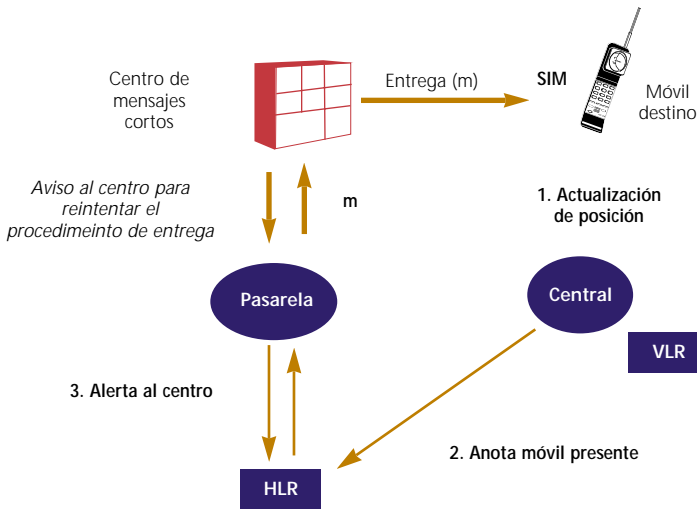 Centro de
mensajes
cortos
Entrega (m)
SIM
Móvil
destino
Aviso al centro para
reintentar el
procedimeinto de entrega
m
1. Actualización
de posición
Pasarela
Central
VLR
3. Alerta al centro
2. Anota móvil presente
HLR